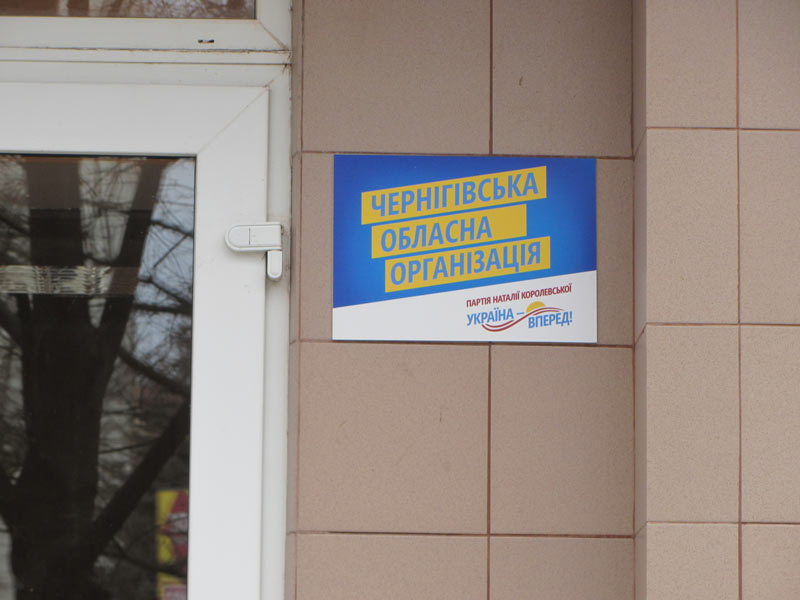 ЧЕРНІГІВСЬКА
ОБЛАСНА
ОРГАНІЗАЦІЯ
ПАРТІЯ НАТАЛІЇ КОРОЛЕВСЬКОЇ
УКРАЇНА –
ВПЕРЕД!